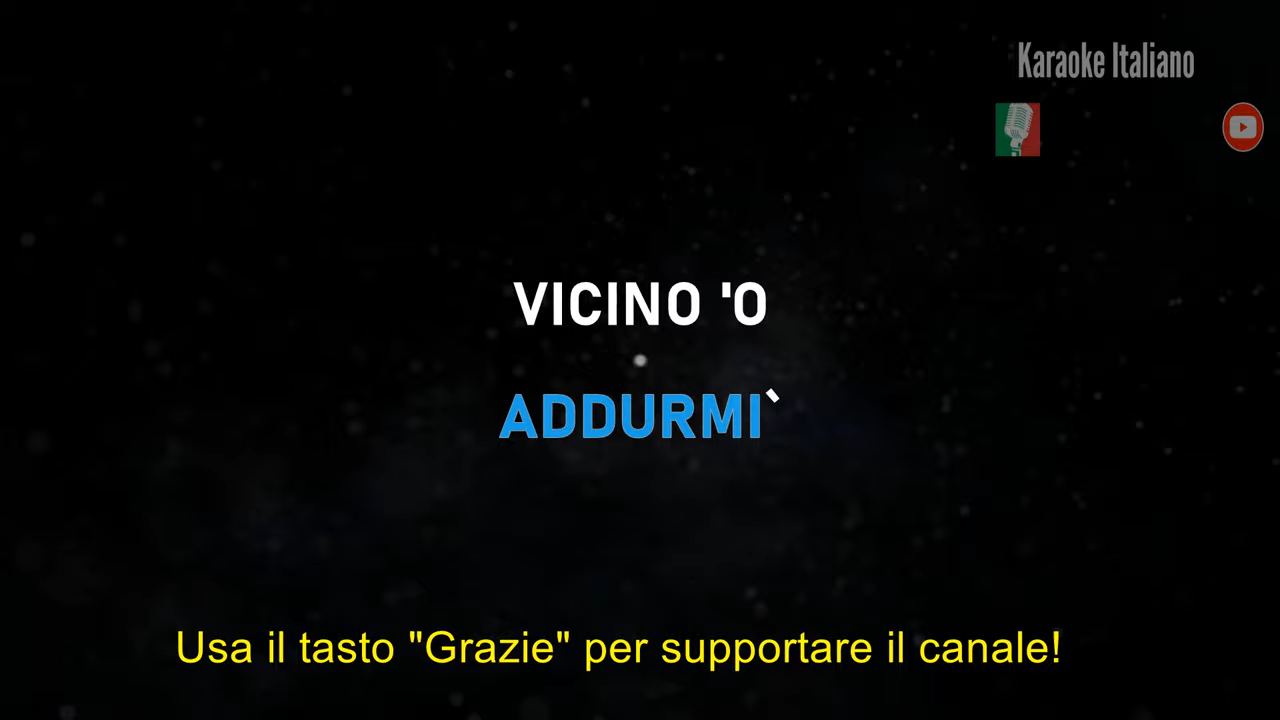 Karaoke Italiano
VICINO 'O
ADDURMI`
Usa il tasto "Grazie" per supportare il canale!